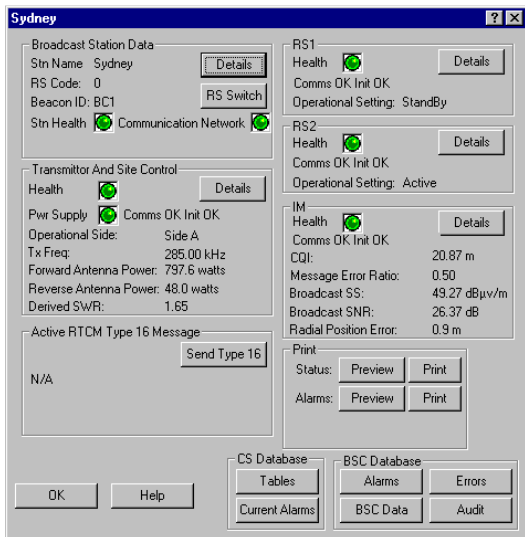 Sydney
Broadcast Station Data
Stn Name Sydney
Details
RS Code: 0
RS Switch
Beacon ID: BC1
Stn Health Communication Network
Transmittor And Site Control
Health
Details
Pwr Supply Comms OK Init OK
Operational Side: Side A
Tx Freq: 285.00 kHz
Forward Antenna Power: 797.6 watts
Reverse Antenna Power: 48.0 watts
Derived SWR: 1.65
Active RTCM Type 16 Message
Send Type 16
N/A
RS1
Health
Details
Comms OK Init OK
Operational Setting: StandBy
RS2
Health
Details
Comms OK Init OK
Operational Setting: Active
IM
Health
Details
Comms OK Init OK
CQI: 20.87 m
Message Error Ratio: 0.50
Broadcast SS: 49.27 dBµv/m
Broadcast SNR: 26.37 dB
Radial Position Error: 0.9 m
Print
Status: Preview Print
Alarms: Preview Print
CS Database
Tables
Current Alarms
BSC Database
Alarms Errors
BSC Data Audit
OK Help